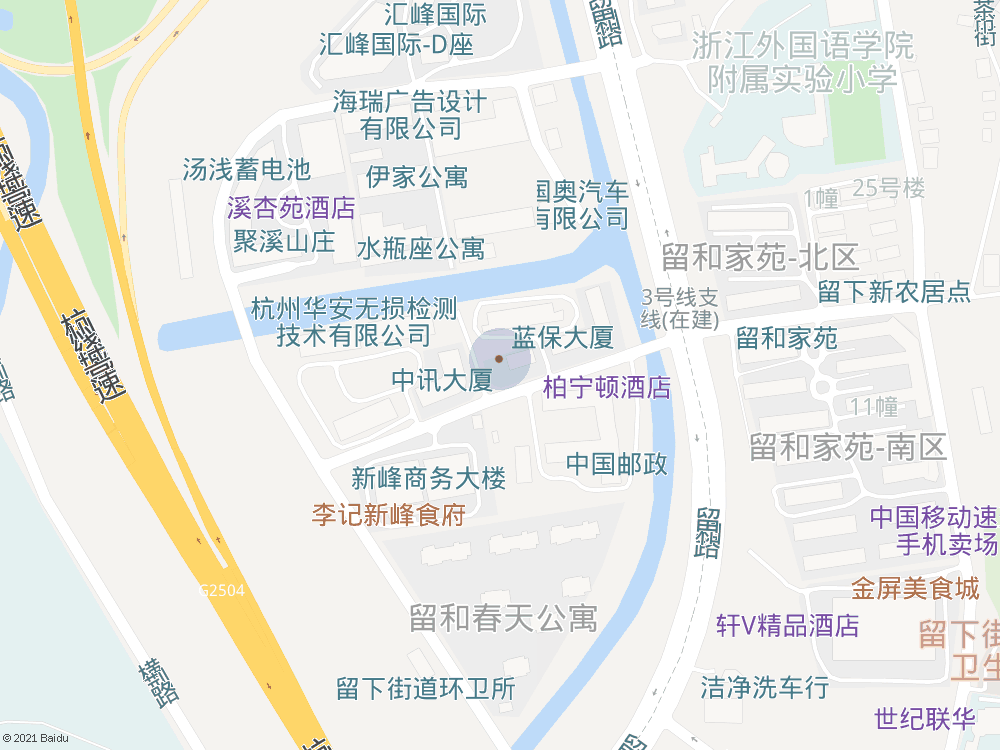 汇峰国际
汇峰国际-D座
海瑞广告设计
有限公司
汤浅蓄电池
伊家公寓
溪杏苑酒店
聚溪山庄
水瓶座公寓
国奥汽车
有限公司
浙江外国语学院
附属实验小学
1幢
25号楼
留和家苑-北区
3号线支
线(在建)
留下新农居点
留和家苑
杭州华安无损检测
技术有限公司
蓝保大厦
中讯大厦
柏宁顿酒店
11幢
留和家苑-南区
新峰商务大楼
中国邮政
李记新峰食府
中国移动速
手机卖场
G2504
金屏美食城
留和春天公寓
轩V精品酒店
留下街
留下街道环卫所
洁净洗车行
世纪联华
© 2021 Baidu